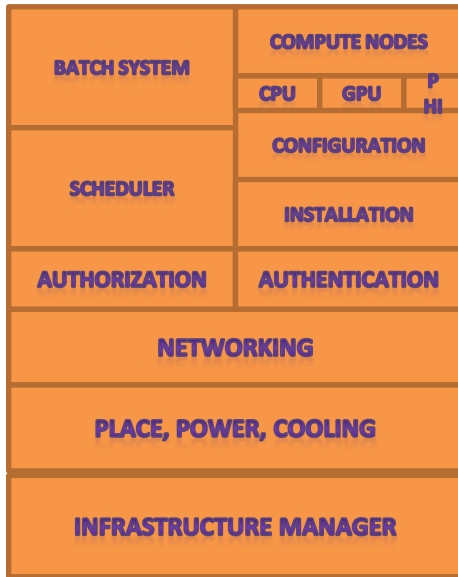 BATCH SYSTEM
COMPUTE NODES
CPU
GPU
P
HI
CONFIGURATION
SCHEDULER
INSTALLATION
AUTHORIZATION
AUTHENTICATION
NETWORKING
PLACE, POWER, COOLING
INFRASTRUCTURE MANAGER